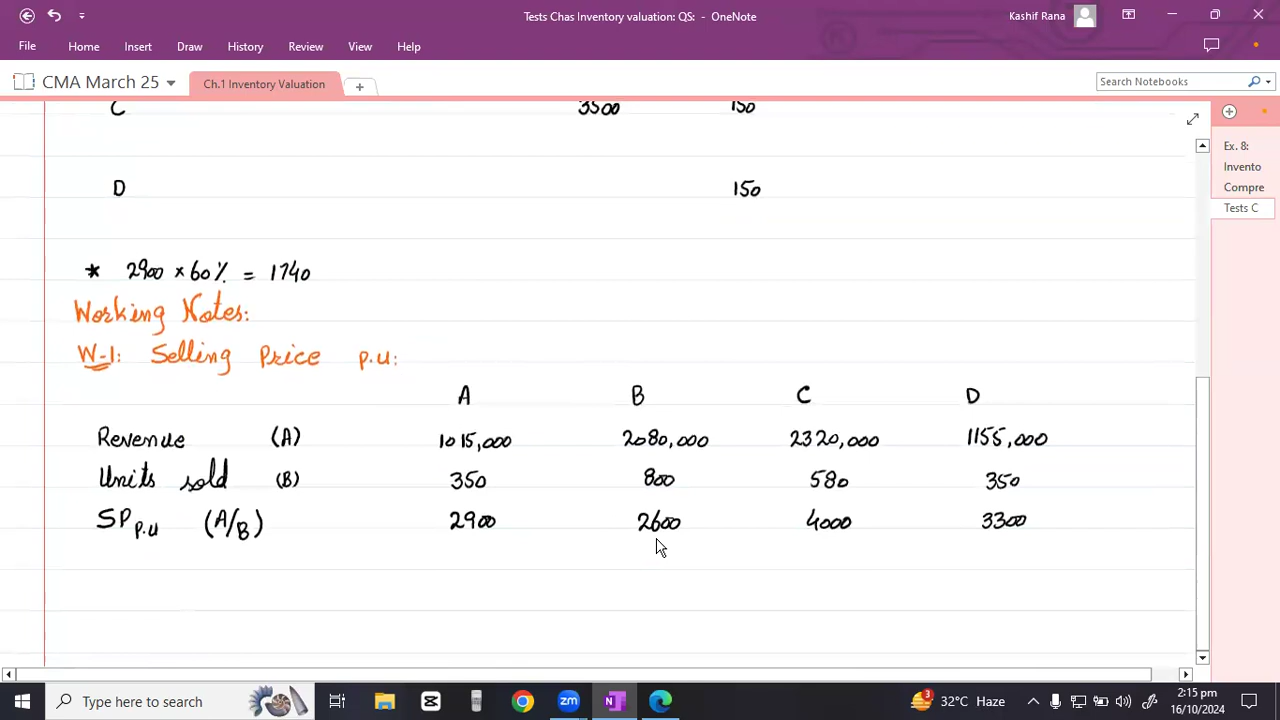 Tests Chas Inventory valuation: QS: - OneNote
Kashif Rana
File Home Insert Draw History Review View Help
CMA March 25 Ch.1 Inventory Valuation + Search Notebooks
C 3500 150
Ex. 8:
Invento
Compre
Tests C
D 150
* 2900 × 60% = 1740
Working Notes:
W-1: Selling Price p.u:
A B C D
Revenue (A) 1015,000 2080,000 2320,000 1155,000
Units sold (B) 350 800 580 350
SP p.u (A/B) 2900 2600 4000 3300
Type here to search
3
32°C Haze
2:15 pm
16/10/2024